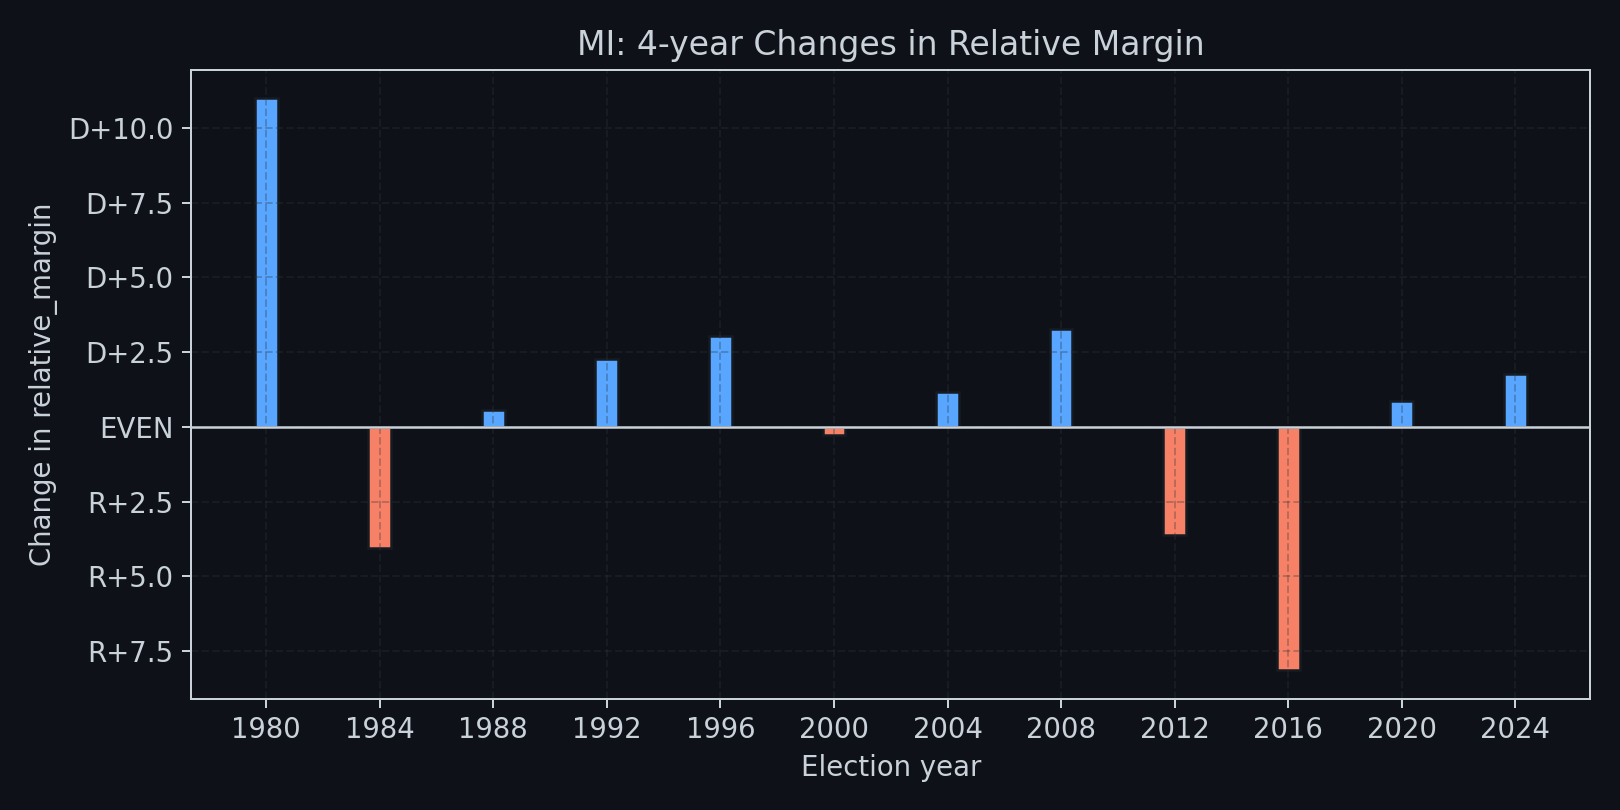 MI: 4-year Changes in Relative Margin
Change in relative_margin
D+10.0
D+7.5
D+5.0
D+2.5
EVEN
R+2.5
R+5.0
R+7.5
1980 1984 1988 1992 1996 2000 2004 2008 2012 2016 2020 2024
Election year